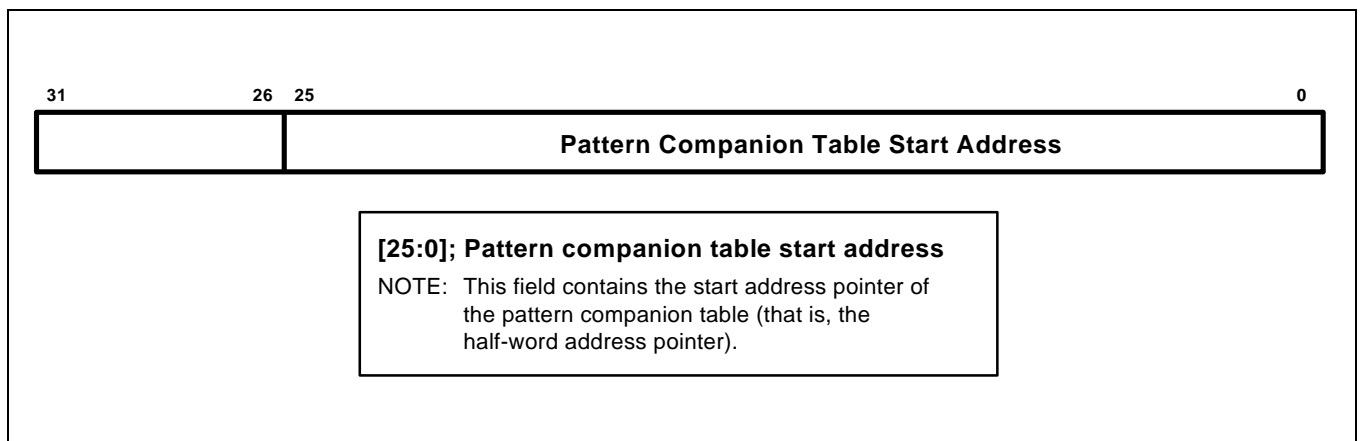 31 26 25 0
Pattern Companion Table Start Address
[25:0]; Pattern companion table start address
NOTE: This field contains the start address pointer of
the pattern companion table (that is, the
half-word address pointer).